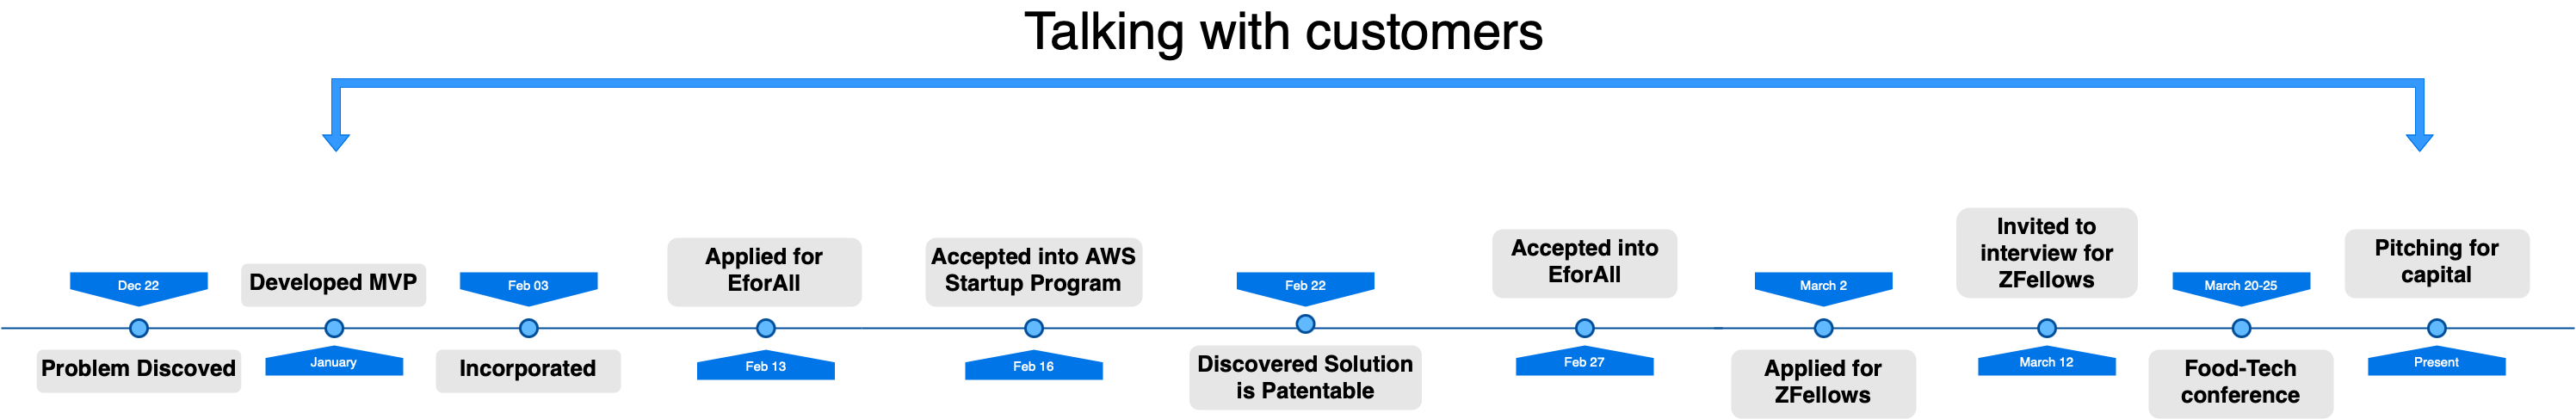 Talking with customers
Dec 22
Problem Discoved
Developed MVP
January
Feb 03
Incorporated
Applied for
EforAll
Feb 13
Accepted into AWS
Startup Program
Feb 16
Feb 22
Discovered Solution
is Patentable
Accepted into
EforAll
Feb 27
March 2
Applied for
ZFellows
Invited to
interview for
ZFellows
March 12
March 20-25
Food-Tech
conference
Pitching for
capital
Present